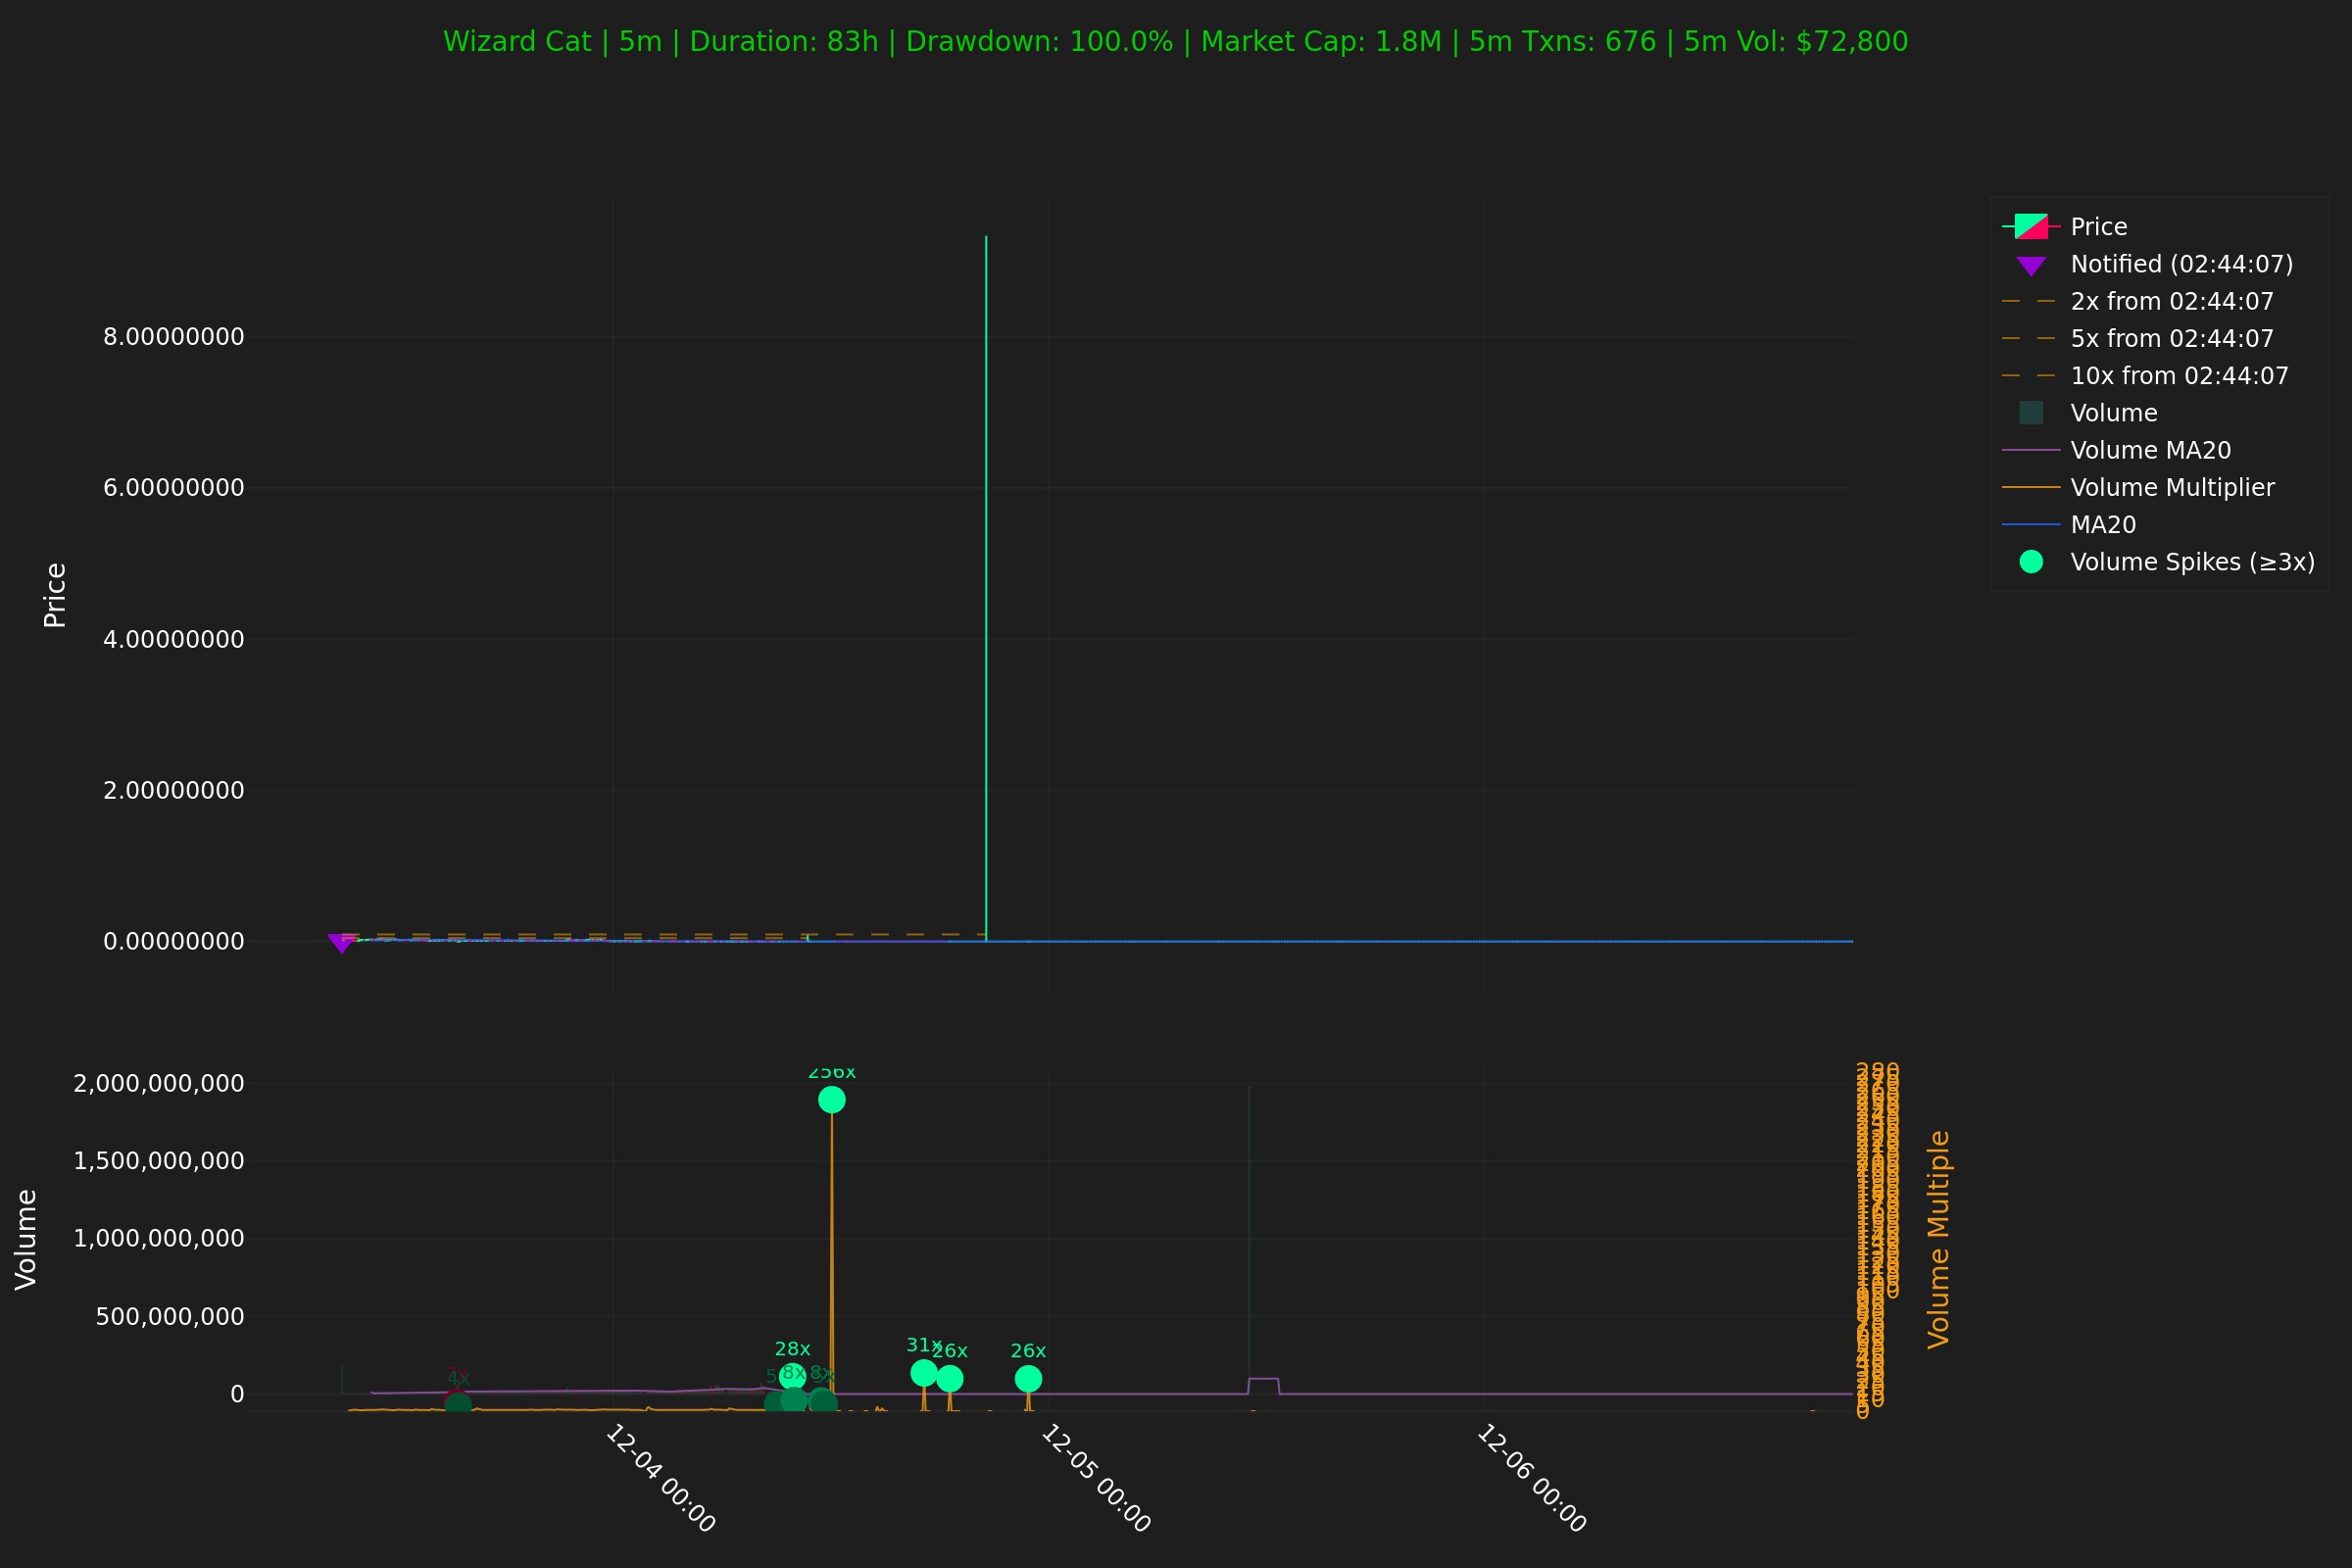 Wizard Cat | 5m | Duration: 83h | Drawdown: 100.0% | Market Cap: 1.8M | 5m Txns: 676 | 5m Vol: $72,800
Price
8.00000000
6.00000000
4.00000000
2.00000000
0.00000000
Price
Notified (02:44:07)
2x from 02:44:07
5x from 02:44:07
10x from 02:44:07
Volume
Volume MA20
Volume Multiplier
MA20
Volume Spikes (≥3x)
Volume
2,000,000,000
1,500,000,000
1,000,000,000
500,000,000
0
256x
28x
31x
26x
26x
4x
8x
Volume Multiple
12-04 00:00
12-05 00:00
12-06 00:00